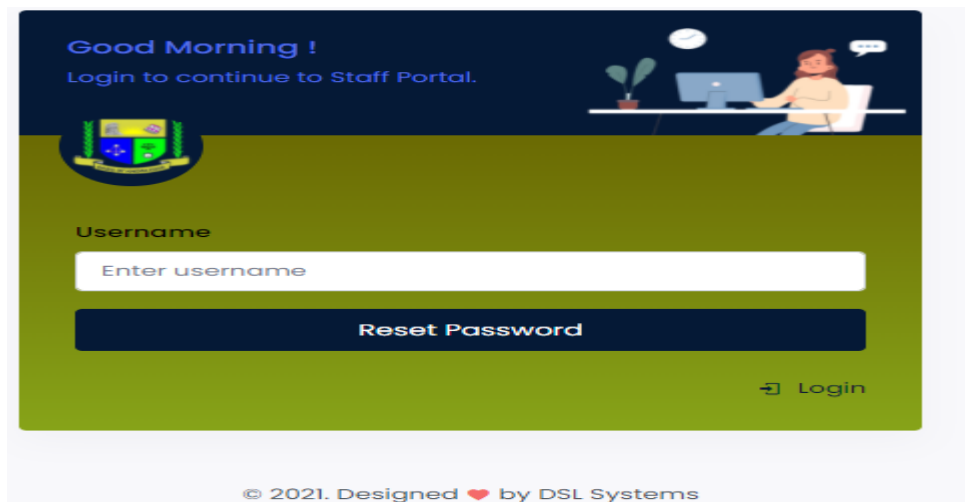 Good Morning !
Login to continue to Staff Portal.
Username
Enter username
Reset Password
Login
© 2021. Designed ❤ by DSL Systems